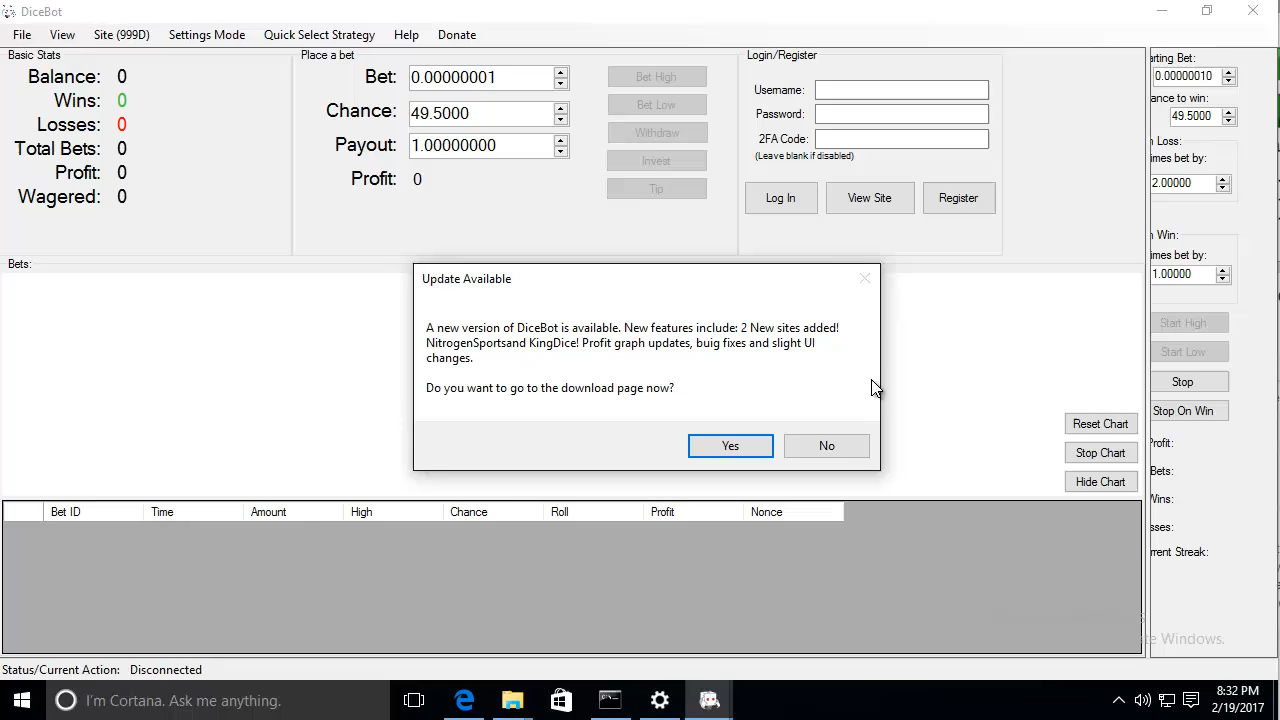 DiceBot
File View Site (999D) Settings Mode Quick Select Strategy Help Donate
Basic Stats
Balance: 0
Wins: 0
Losses: 0
Total Bets: 0
Profit: 0
Wagered: 0
Place a bet
Bet: 0.00000001
Chance: 49.5000
Payout: 1.00000000
Profit: 0
Bet High
Bet Low
Withdraw
Invest
Tip
Login/Register
Username:
Password:
2FA Code:
(Leave blank if disabled)
Log In View Site Register
arting Bet:
0.00000010
ance to win:
49.5000
n Loss:
imes bet by:
2.00000
n Win:
imes bet by:
1.00000
Start High
Start Low
Stop
Stop On Win
Profit:
Bets:
Wins:
sses:
rrent Streak:
Bets:
Update Available
A new version of DiceBot is available. New features include: 2 New sites added!
NitrogenSportsand KingDice! Profit graph updates, buig fixes and slight UI
changes.
Do you want to go to the download page now?
Yes No
Reset Chart
Stop Chart
Hide Chart
Bet ID Time Amount High Chance Roll Profit Nonce
te Windows.
Status/Current Action: Disconnected
I'm Cortana. Ask me anything.
8:32 PM
2/19/2017